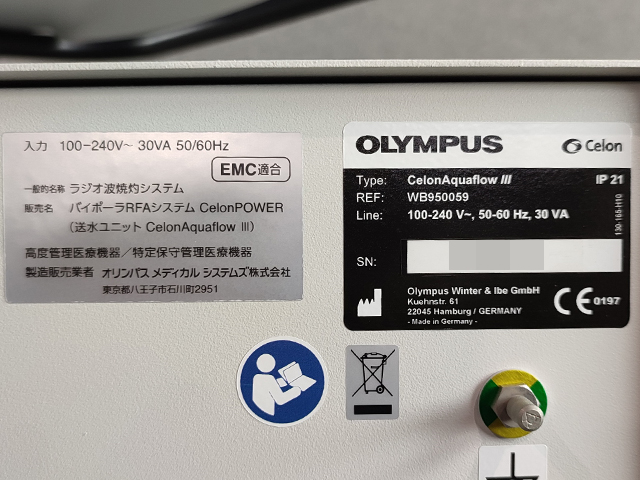 入力 100-240V~ 30VA 50/60Hz
EMC適合
一般的名称 ラジオ波焼灼システム
販売名 バイポーラRFAシステム CelonPOWER
(送水ユニット CelonAquaflow III)
高度管理医療機器/特定保守管理医療機器
製造販売業者 オリンパス メディカル システムズ株式会社
東京都八王子市石川町2951
OLYMPUS Celon
Type: CelonAquaflow III IP 21
REF: WB950059
Line: 100-240 V~, 50-60 Hz, 30 VA
SN:
Olympus Winter & Ibe GmbH
Kuehnstr. 61
22045 Hamburg / GERMANY
- Made in Germany -
CE 0197
130-165-H10